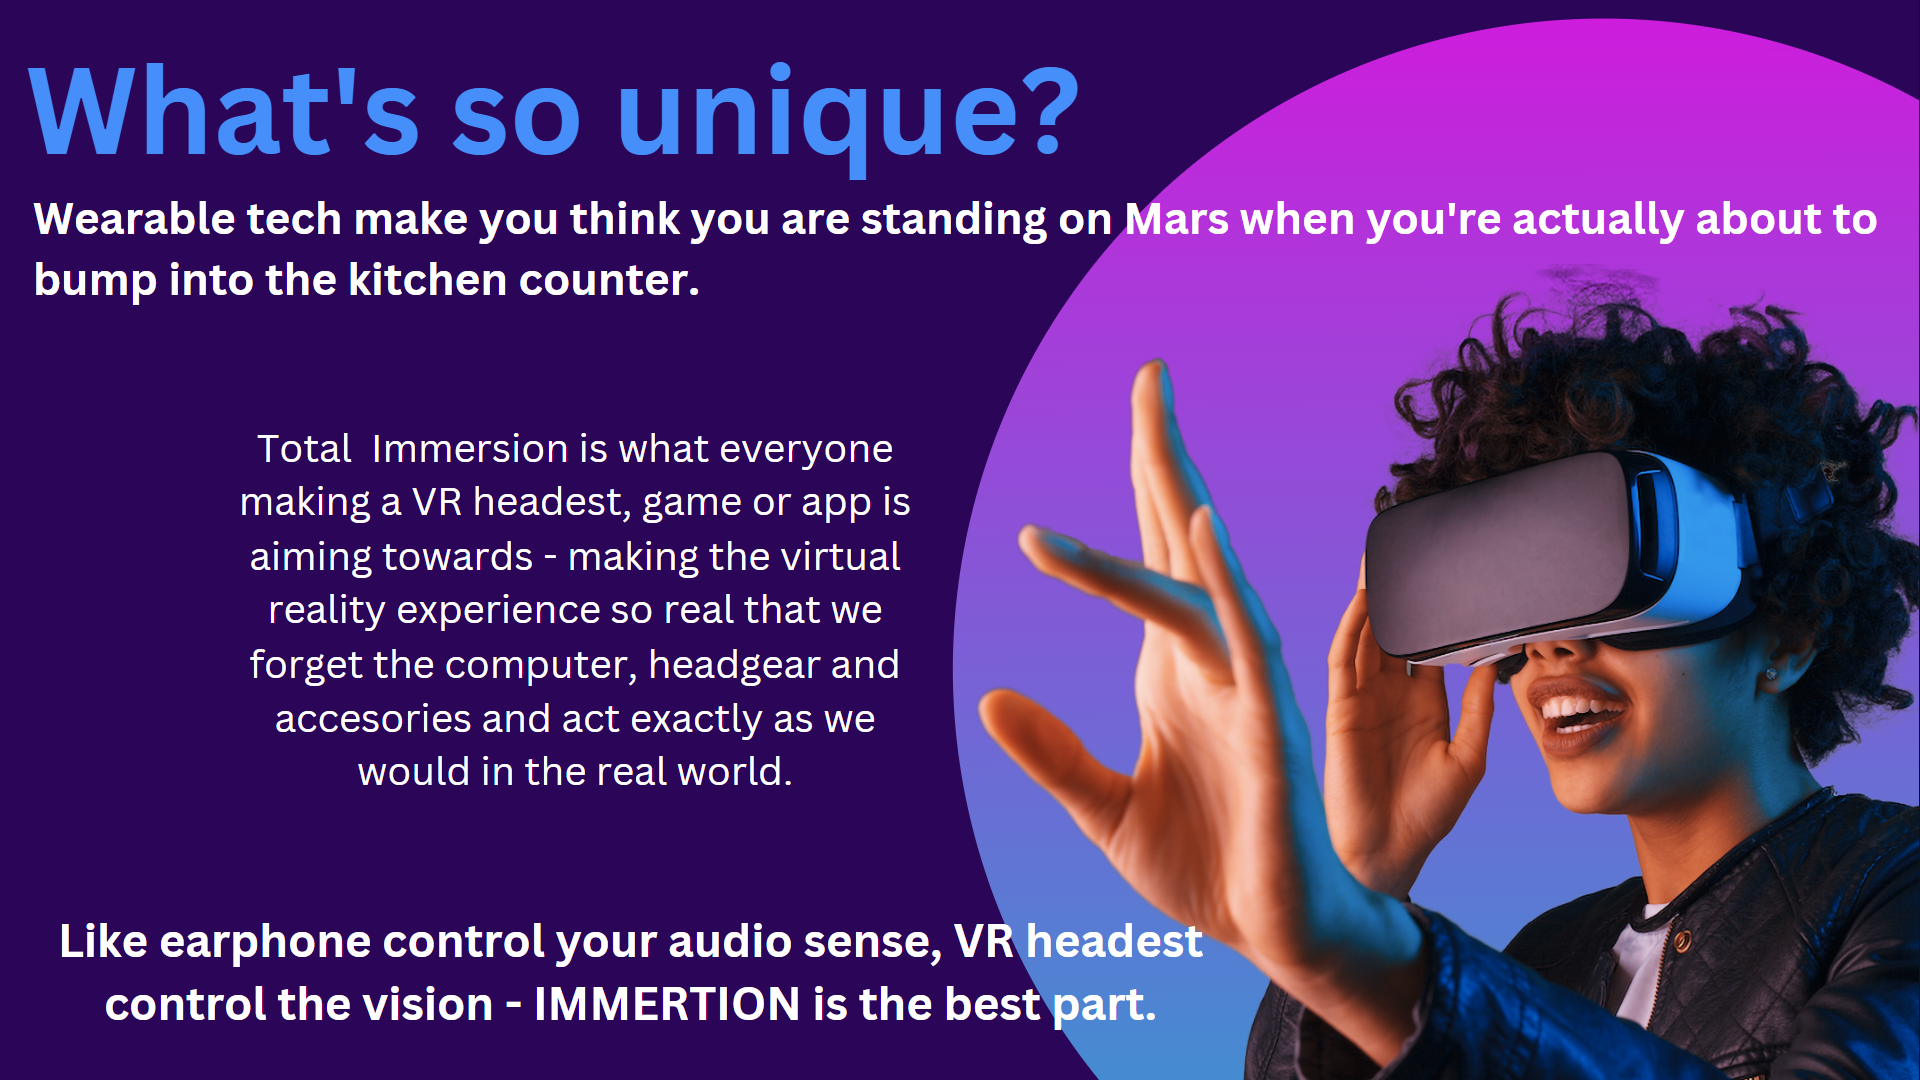 What's so unique?
Wearable tech make you think you are standing on Mars when you're actually about to
bump into the kitchen counter.
Total  Immersion is what everyone
making a VR headest, game or app is
aiming towards - making the virtual
reality experience so real that we
forget the computer, headgear and
accesories and act exactly as we
would in the real world.
Like earphone control your audio sense, VR headest
control the vision - IMMERTION is the best part.